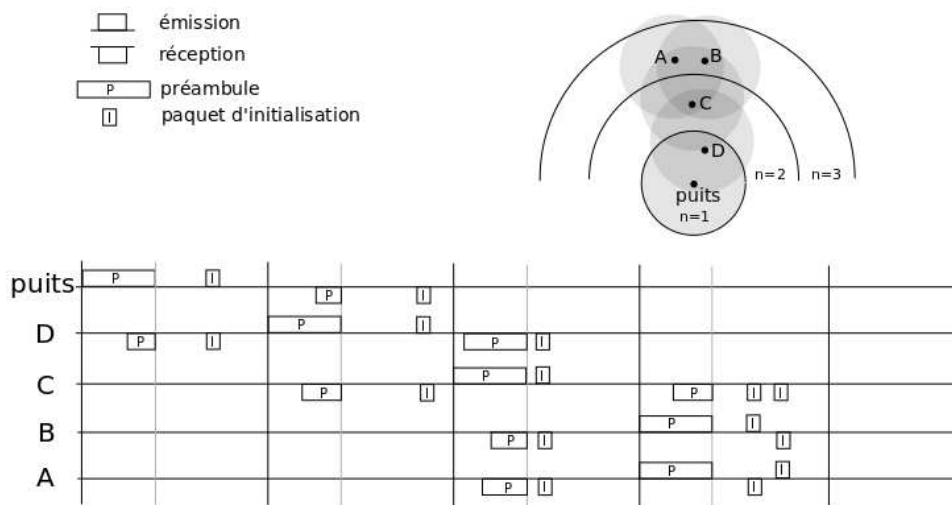 émission
réception
P préambule
I paquet d'initialisation
A B
C
D
puits
n=1
n=2
n=3
puits P I P I
D P I P I P I
C P I P I P I I
B P I P I I
A P I P I I